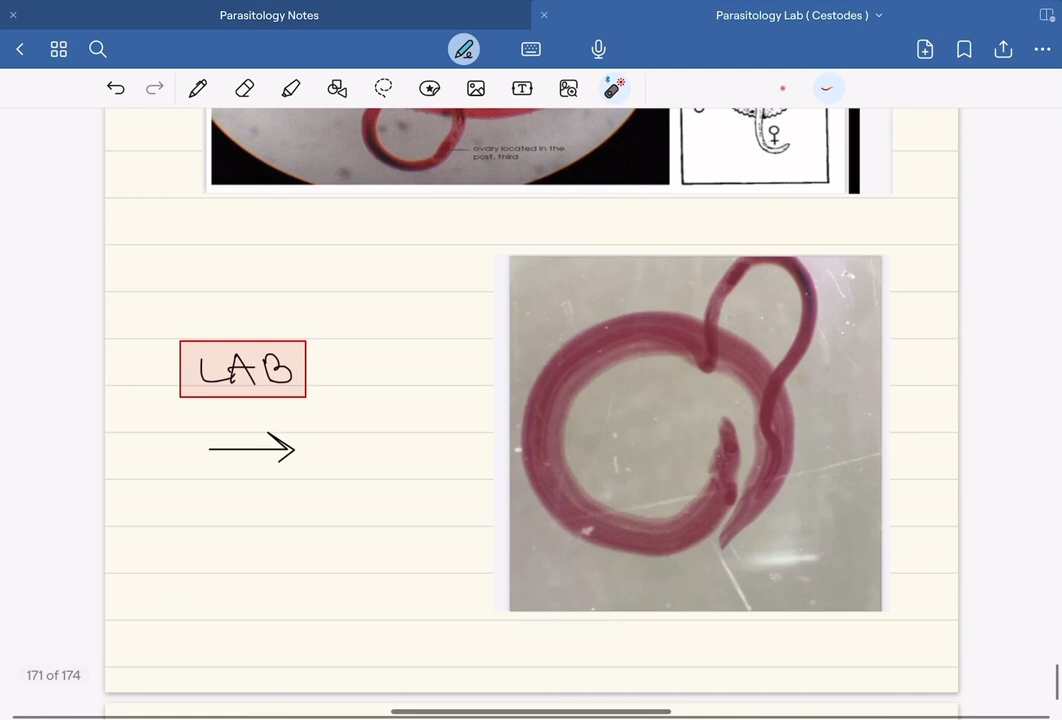 Parasitology Notes
Parasitology Lab ( Cestodes )
ovary located in the
post. third
LAB
171 of 174